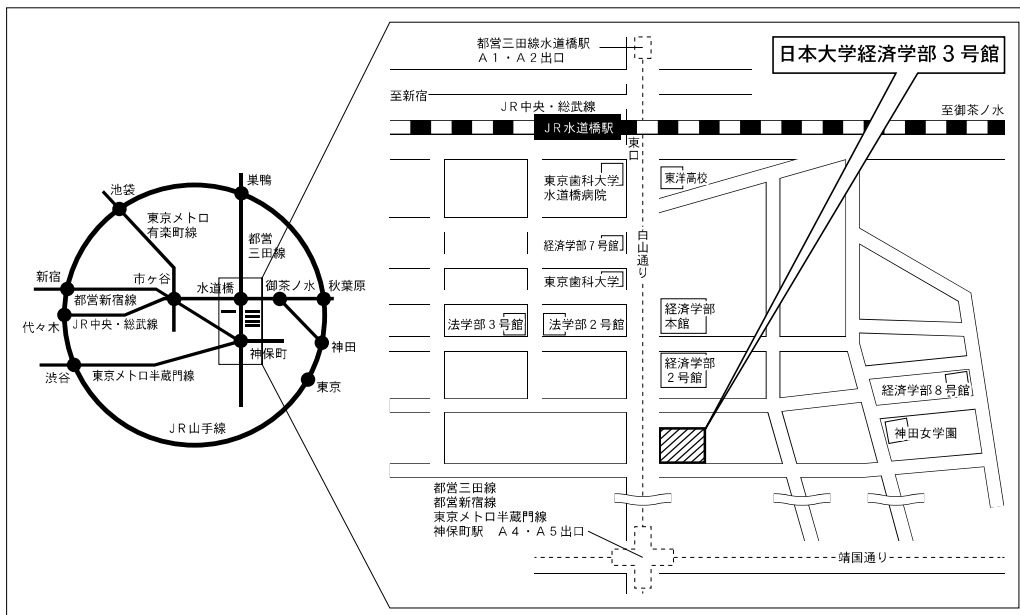 巣鴨
池袋
東京メトロ
有楽町線
都営
三田線
新宿
市ヶ谷
水道橋
御茶ノ水
秋葉原
都営新宿線
代々木
JR中央・総武線
神保町
神田
渋谷
東京メトロ半蔵門線
東京
JR山手線
都営三田線水道橋駅
A1・A2出口
日本大学経済学部3号館
至新宿
JR中央・総武線
至御茶ノ水
JR水道橋駅
東口
東京歯科大学
水道橋病院
東洋高校
白山通り
経済学部7号館
東京歯科大学
法学部3号館
法学部2号館
経済学部
本館
経済学部
2号館
経済学部8号館
神田女学園
都営三田線
都営新宿線
東京メトロ半蔵門線
神保町駅 A4・A5出口
靖国通り